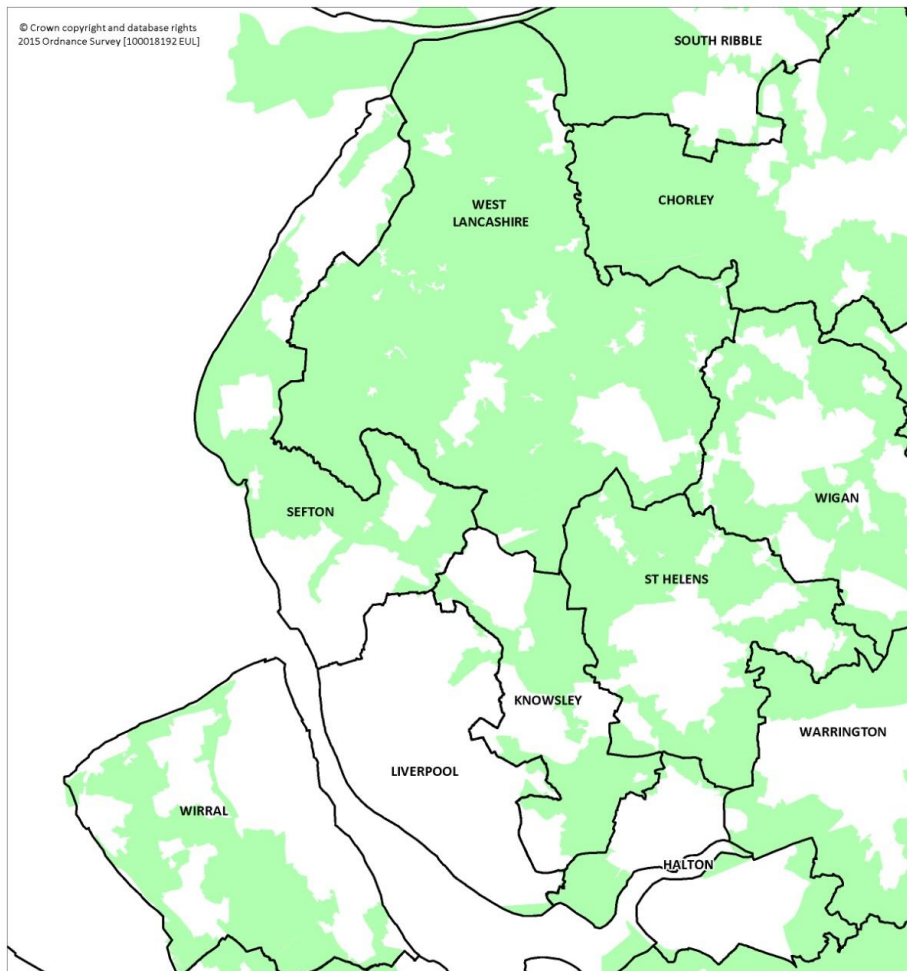 © Crown copyright and database rights
2015 Ordnance Survey [100018192 EUL]
SOUTH RIBBLE
WEST
LANCASHIRE
CHORLEY
SEFTON
WIGAN
ST HELENS
KNOWSLEY
WARRINGTON
LIVERPOOL
WIRRAL
HALTON